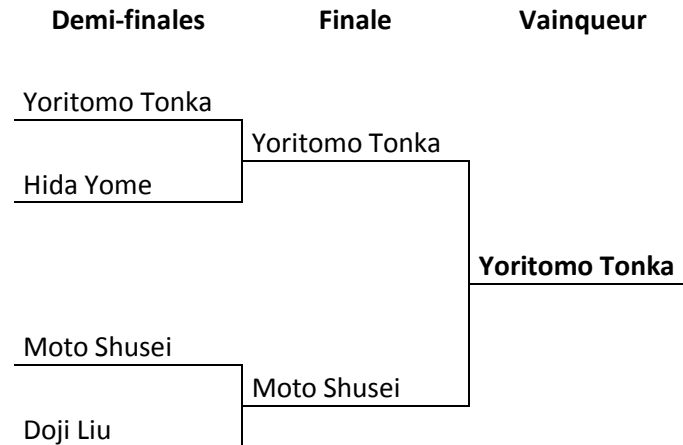 Demi-finales Finale Vainqueur
Yoritomo Tonka
Yoritomo Tonka
Hida Yome
Yoritomo Tonka
Moto Shusei
Moto Shusei
Doji Liu